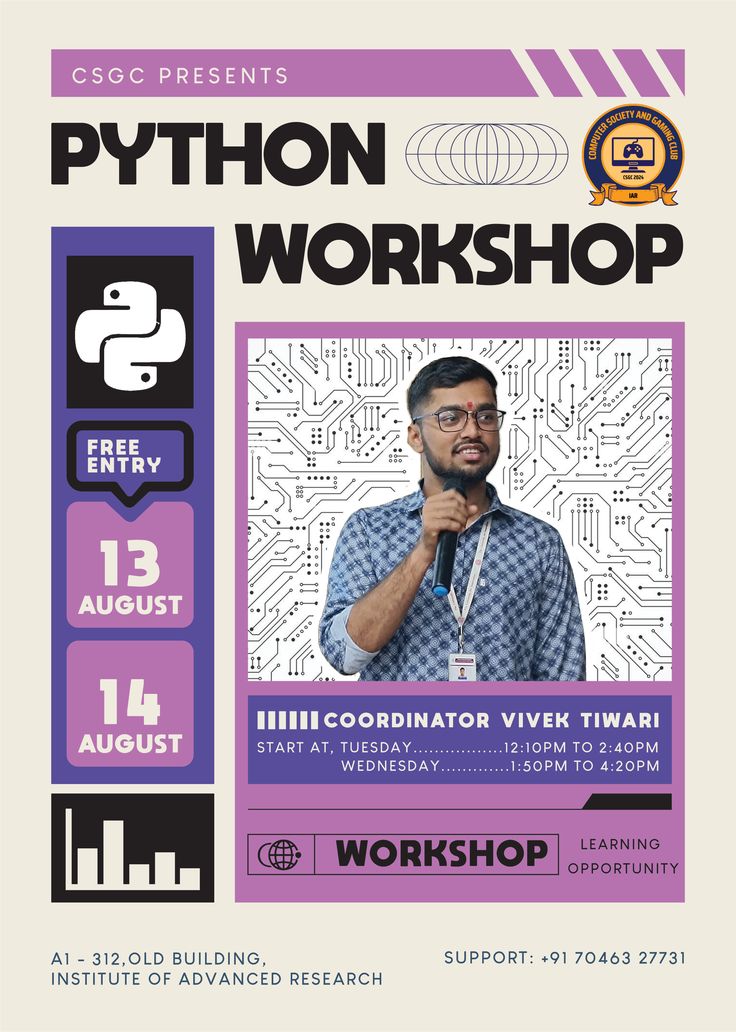 CSGC PRESENTS
PYTHON
COMPUTER SOCIETY AND GAMING CLUB
CSGC 2024
IAR
WORKSHOP
FREE
ENTRY
13
AUGUST
14
AUGUST
COORDINATOR VIVEK TIWARI
START AT, TUESDAY.................12:10PM TO 2:40PM
WEDNESDAY.............1:50PM TO 4:20PM
WORKSHOP
LEARNING
OPPORTUNITY
A1 - 312,OLD BUILDING,
INSTITUTE OF ADVANCED RESEARCH
SUPPORT: +91 70463 27731